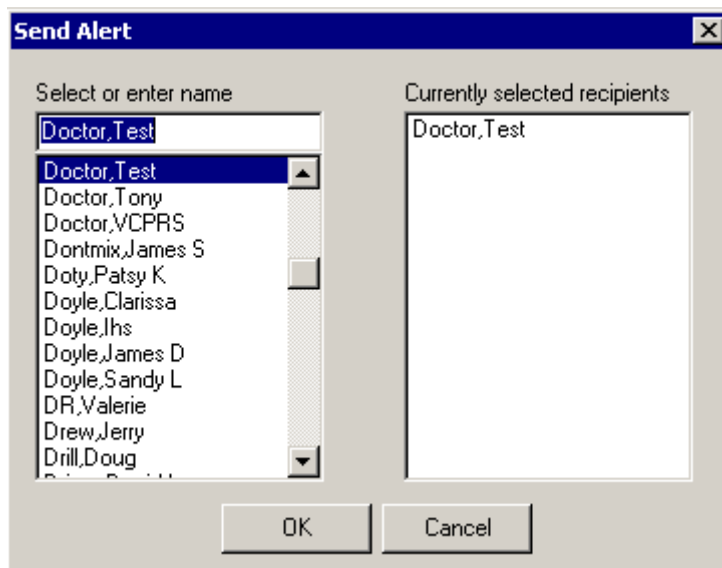 Send Alert
Select or enter name
Doctor,Test
Doctor,Test
Doctor,Tony
Doctor,VCPRS
Dontmix,James S
Doty,Patsy K
Doyle,Clarissa
Doyle,Ihs
Doyle,James D
Doyle,Sandy L
DR,Valerie
Drew,Jerry
Drill,Doug
Currently selected recipients
Doctor,Test
OK
Cancel